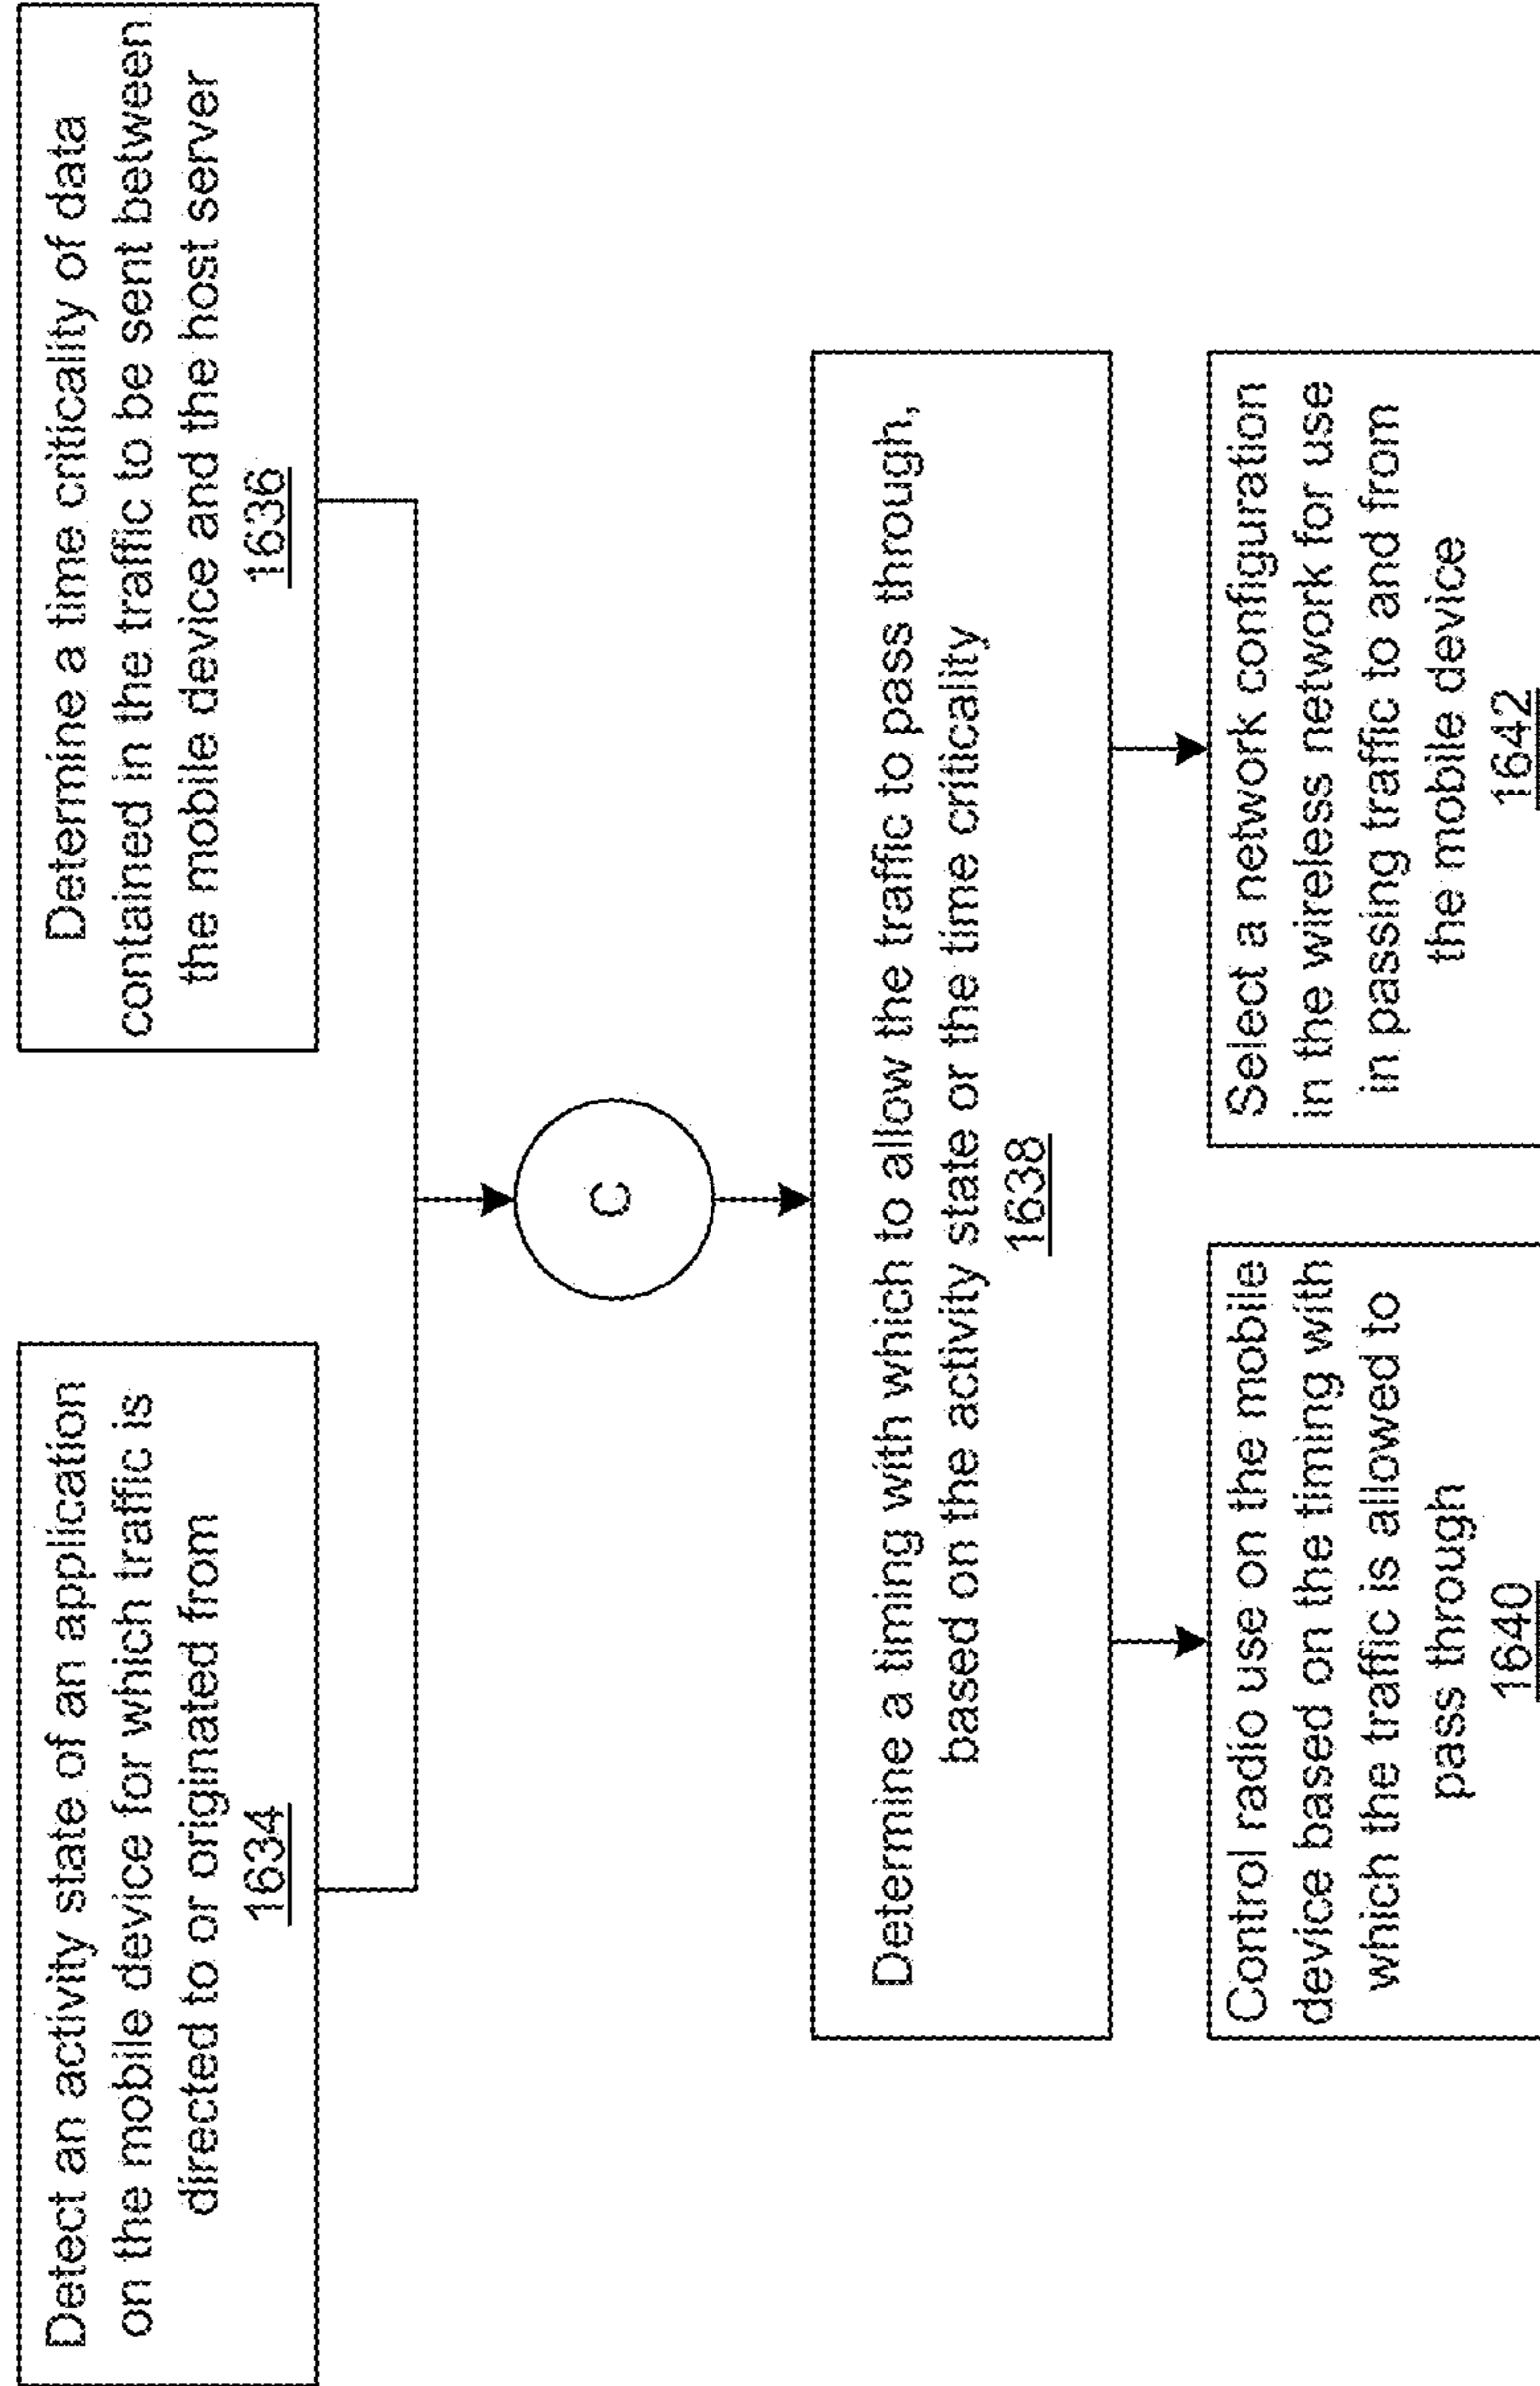 Detect an activity state of an application
on the mobile device for which traffic is
directed to or originated from
1634
Determine a time criticality of data
contained in the traffic to be sent between
the mobile device and the host server
1636
C
Determine a timing with which to allow the traffic to pass through,
based on the activity state or the time criticality
1638
Control radio use on the mobile
device based on the timing with
which the traffic is allowed to
pass through
1640
Select a network configuration
in the wireless network for use
in passing traffic to and from
the mobile device
1642